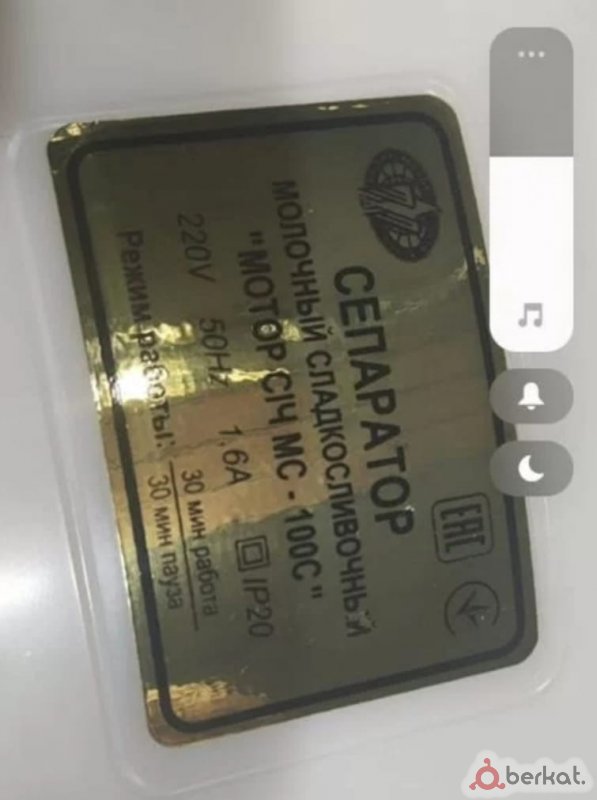 СЕПАРАТОР
МОЛОЧНЫЙ СЛАДКОСЛИВОЧНЫЙ
"МОТОР СІЧ МС - 100С"
220V 50Hz 1,6A IP20
Режим работы: 30 мин работа
30 мин пауза
EAC
berkat.